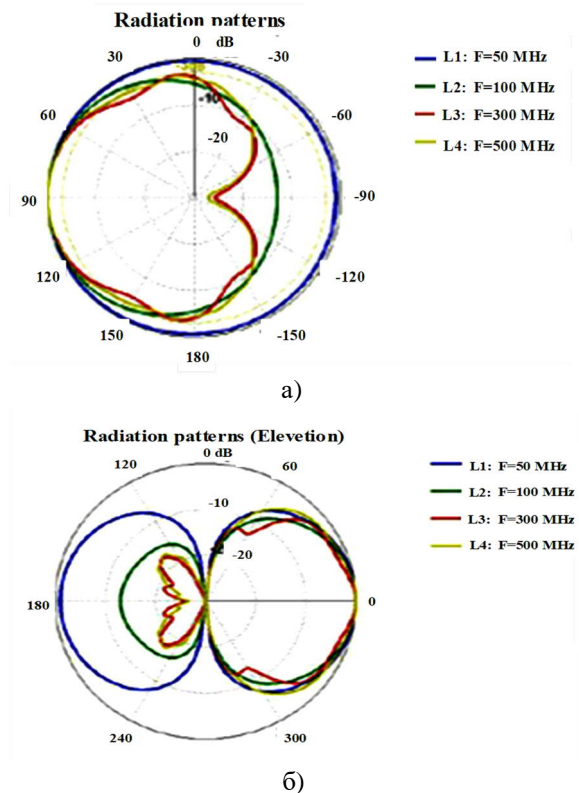 Radiation patterns
0 dB
30 -30
60 -60
-10
-20
90 -90
120 -120
150 -150
180
L1: F=50 MHz
L2: F=100 MHz
L3: F=300 MHz
L4: F=500 MHz
а)
Radiation patterns (Elevetion)
0 dB
120 60
-10
-20
180 0
240 300
L1: F=50 MHz
L2: F=100 MHz
L3: F=300 MHz
L4: F=500 MHz
б)